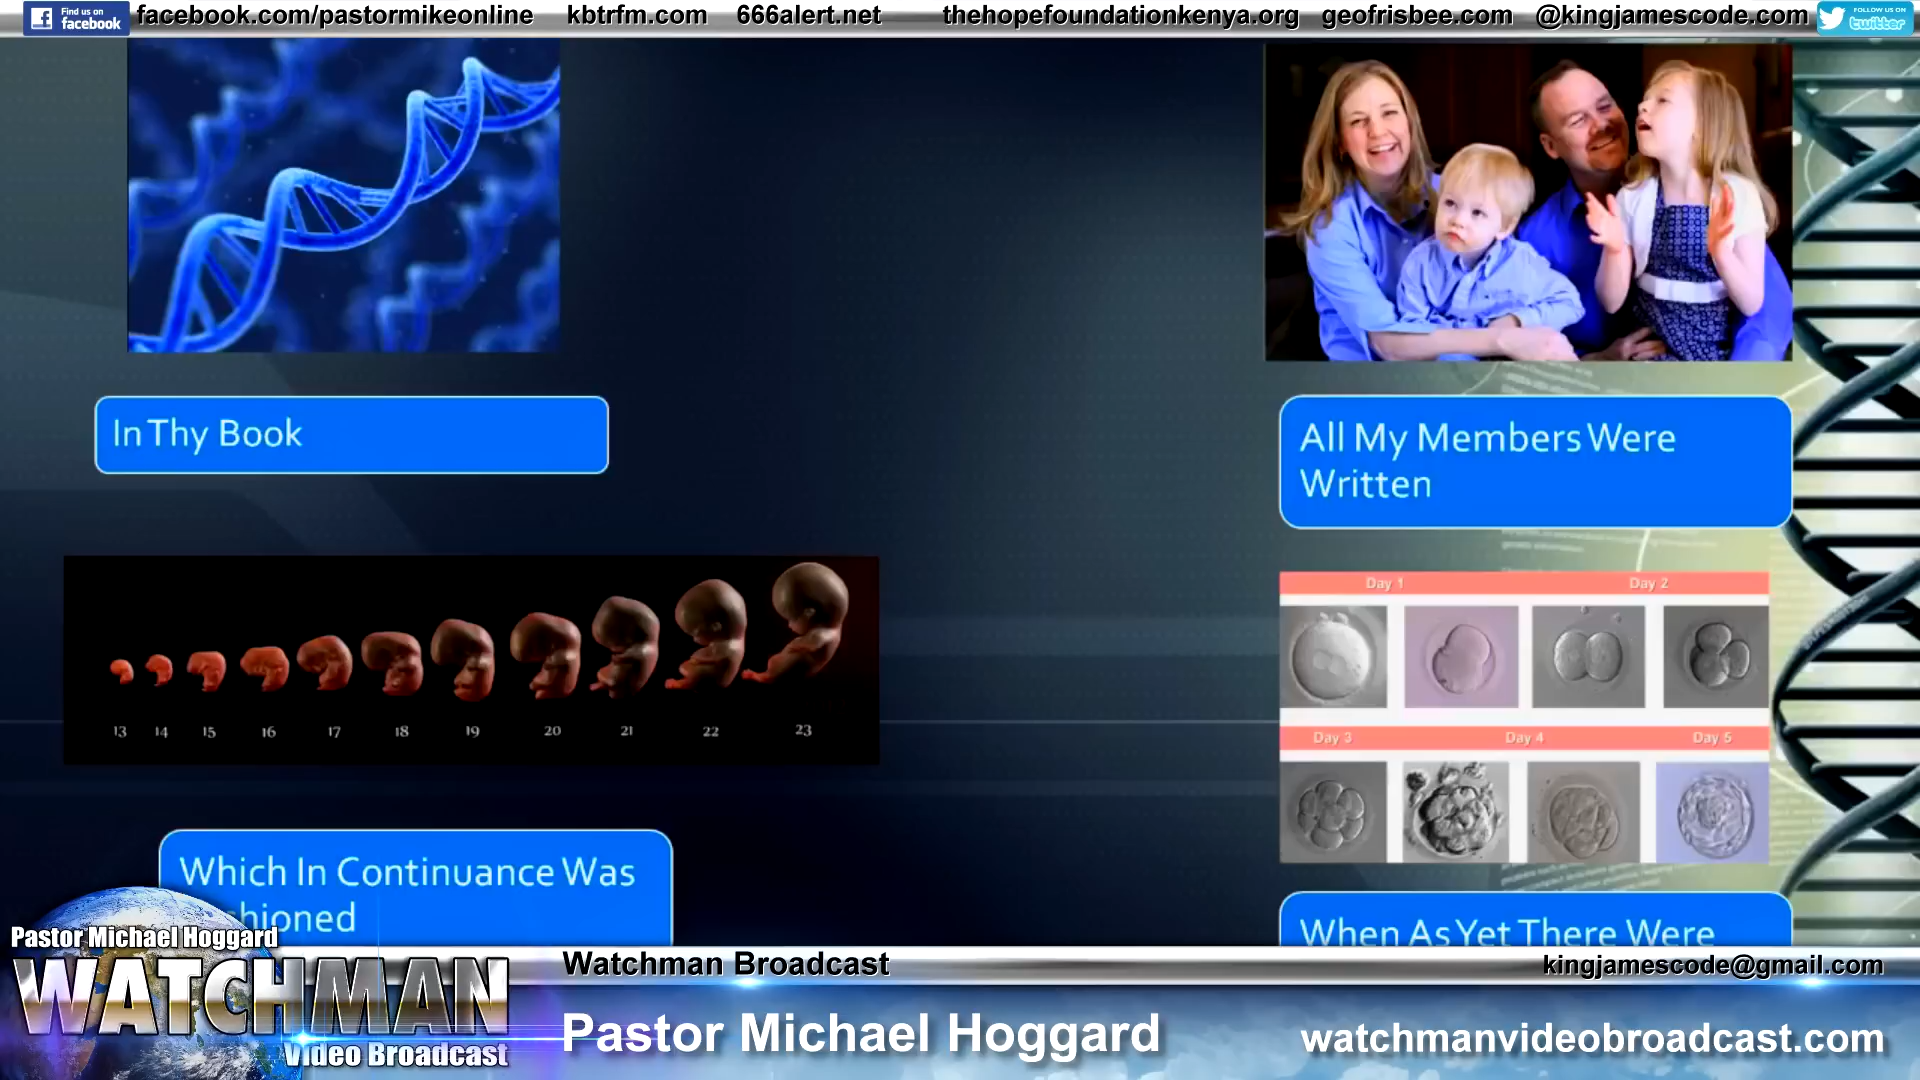 Find us on
facebook
facebook.com/pastormikeonline kbtrfm.com 666alert.net thehopefoundationkenya.org geofrisbee.com @kingjamescode.com
FOLLOW US ON
twitter
In Thy Book
All My Members Were
Written
13 14 15 16 17 18 19 20 21 22 23
Day 1 Day 2
Day 3 Day 4 Day 5
Which In Continuance Was
shioned
When As Yet There Were
Pastor Michael Hoggard
WATCHMAN
Video Broadcast
Watchman Broadcast
kingjamescode@gmail.com
Pastor Michael Hoggard
watchmanvideobroadcast.com